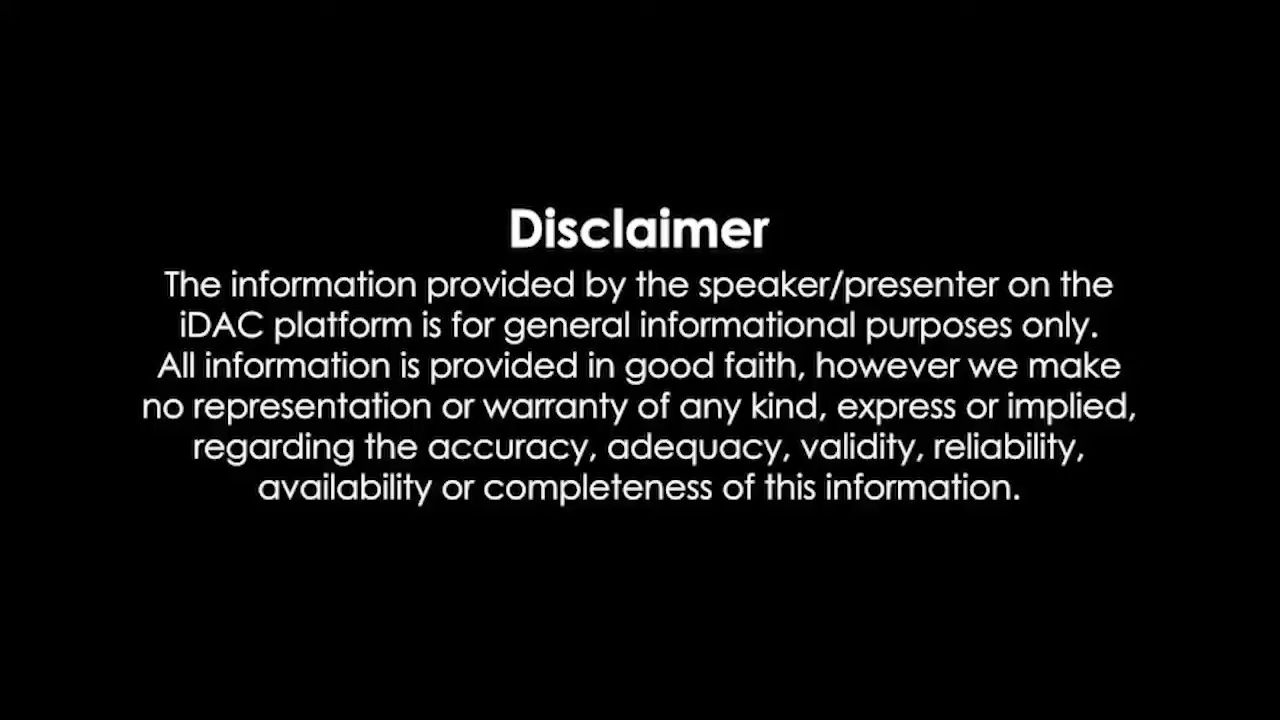 Disclaimer
The information provided by the speaker/presenter on the
iDAC platform is for general informational purposes only.
All information is provided in good faith, however we make
no representation or warranty of any kind, express or implied,
regarding the accuracy, adequacy, validity, reliability,
availability or completeness of this information.